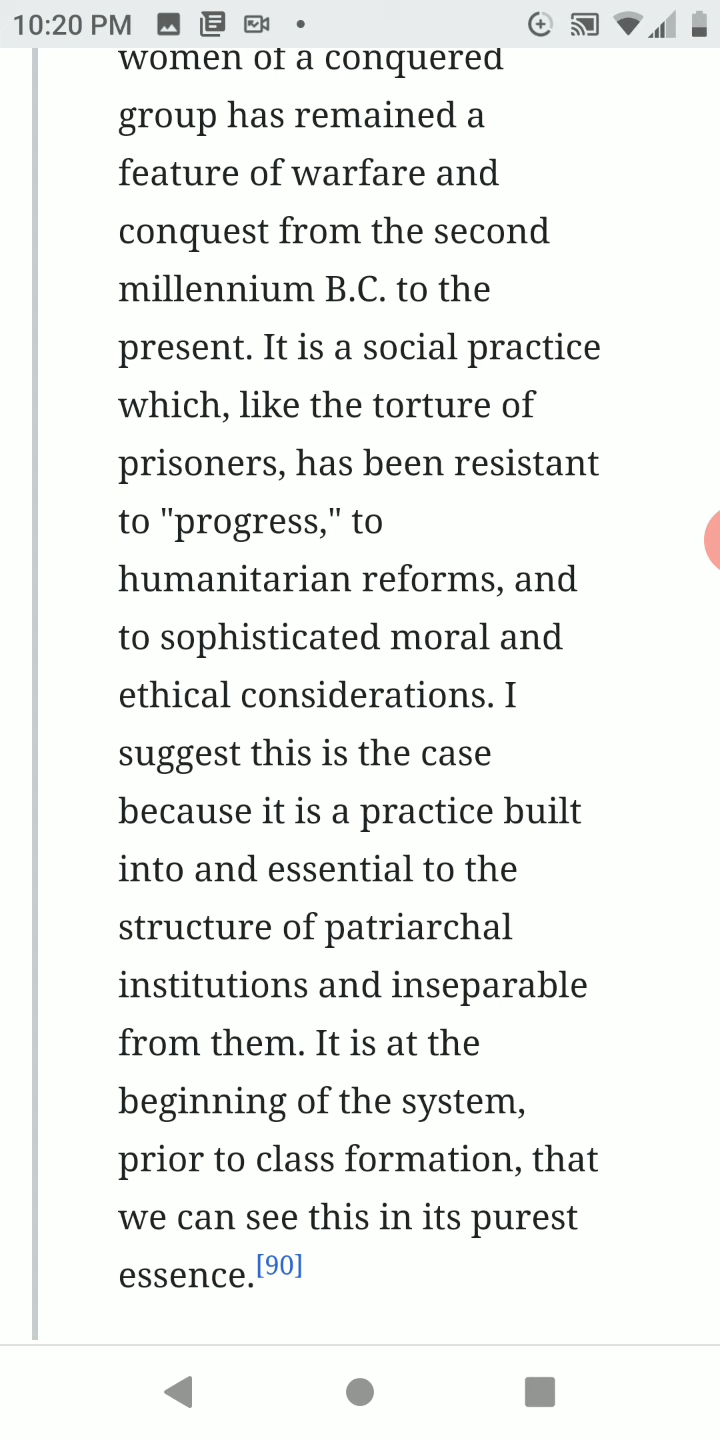 10:20 PM
women of a conquered
group has remained a
feature of warfare and
conquest from the second
millennium B.C. to the
present. It is a social practice
which, like the torture of
prisoners, has been resistant
to "progress," to
humanitarian reforms, and
to sophisticated moral and
ethical considerations. I
suggest this is the case
because it is a practice built
into and essential to the
structure of patriarchal
institutions and inseparable
from them. It is at the
beginning of the system,
prior to class formation, that
we can see this in its purest
essence.[90]